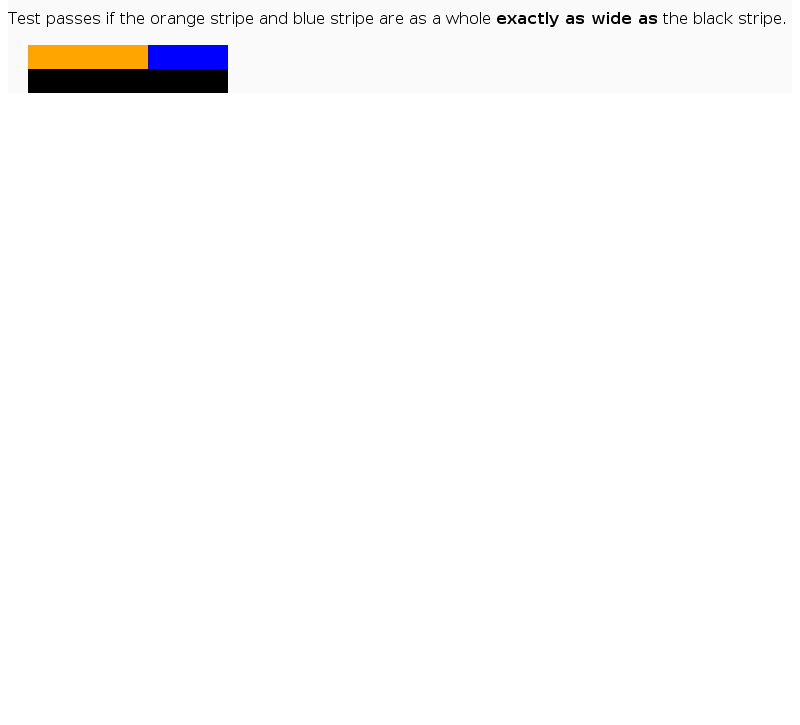 Test passes if the orange stripe and blue stripe are as a whole exactly as wide as the black stripe.